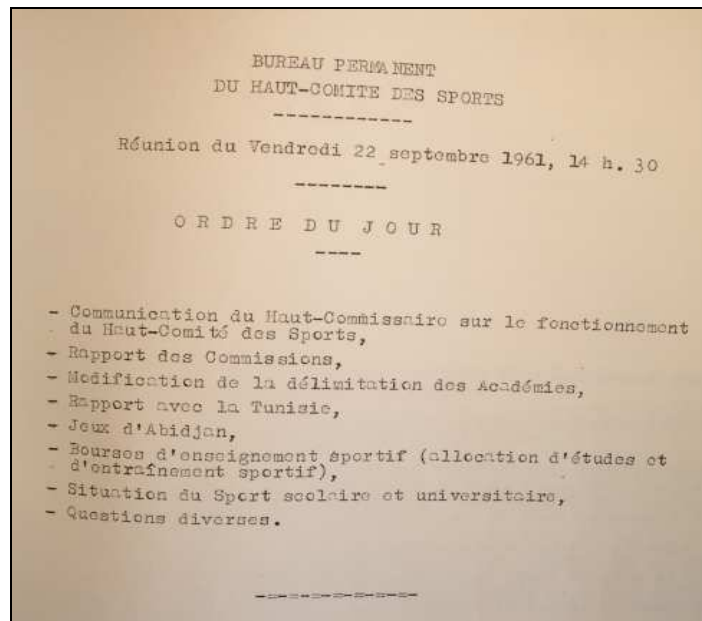 BUREAU PERMANENT
DU HAUT-COMITE DES SPORTS
------------
Réunion du Vendredi 22 septembre 1961, 14 h. 30
--------
O R D R E  D U  J O U R
----
- Communication du Haut-Commissaire sur le fonctionnement
du Haut-Comité des Sports,
- Rapport des Commissions,
- Modification de la délimitation des Académies,
- Rapport avec la Tunisie,
- Jeux d'Abidjan,
- Bourses d'enseignement sportif (allocation d'études et
d'entraînement sportif),
- Situation du Sport scolaire et universitaire,
- Questions diverses.
-=-=-=-=-=-=-=-=-